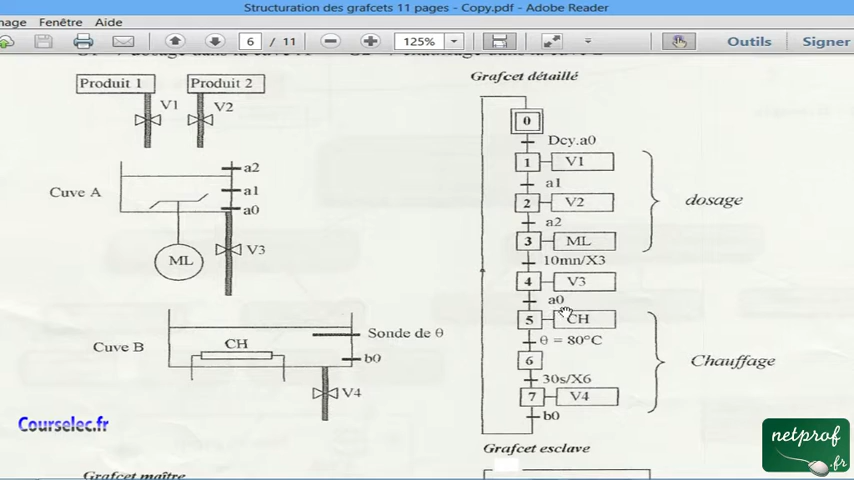 Structuration des grafcets 11 pages - Copy.pdf - Adobe Reader
mage Fenêtre Aide
6 / 11 125% Outils Signer
Grafcet détaillé
Produit 1 Produit 2
V1 V2
Cuve A
a2
a1
a0
ML
V3
Cuve B
CH
Sonde de θ
b0
V4
0
Dcy.a0
1 V1
a1
2 V2
a2
3 ML
10mn/X3
4 V3
a0
5 CH
θ = 80°C
6
30s/X6
7 V4
b0
dosage
Chauffage
Courselec.fr
Grafcet esclave
Grafcet maître
netprof
.fr